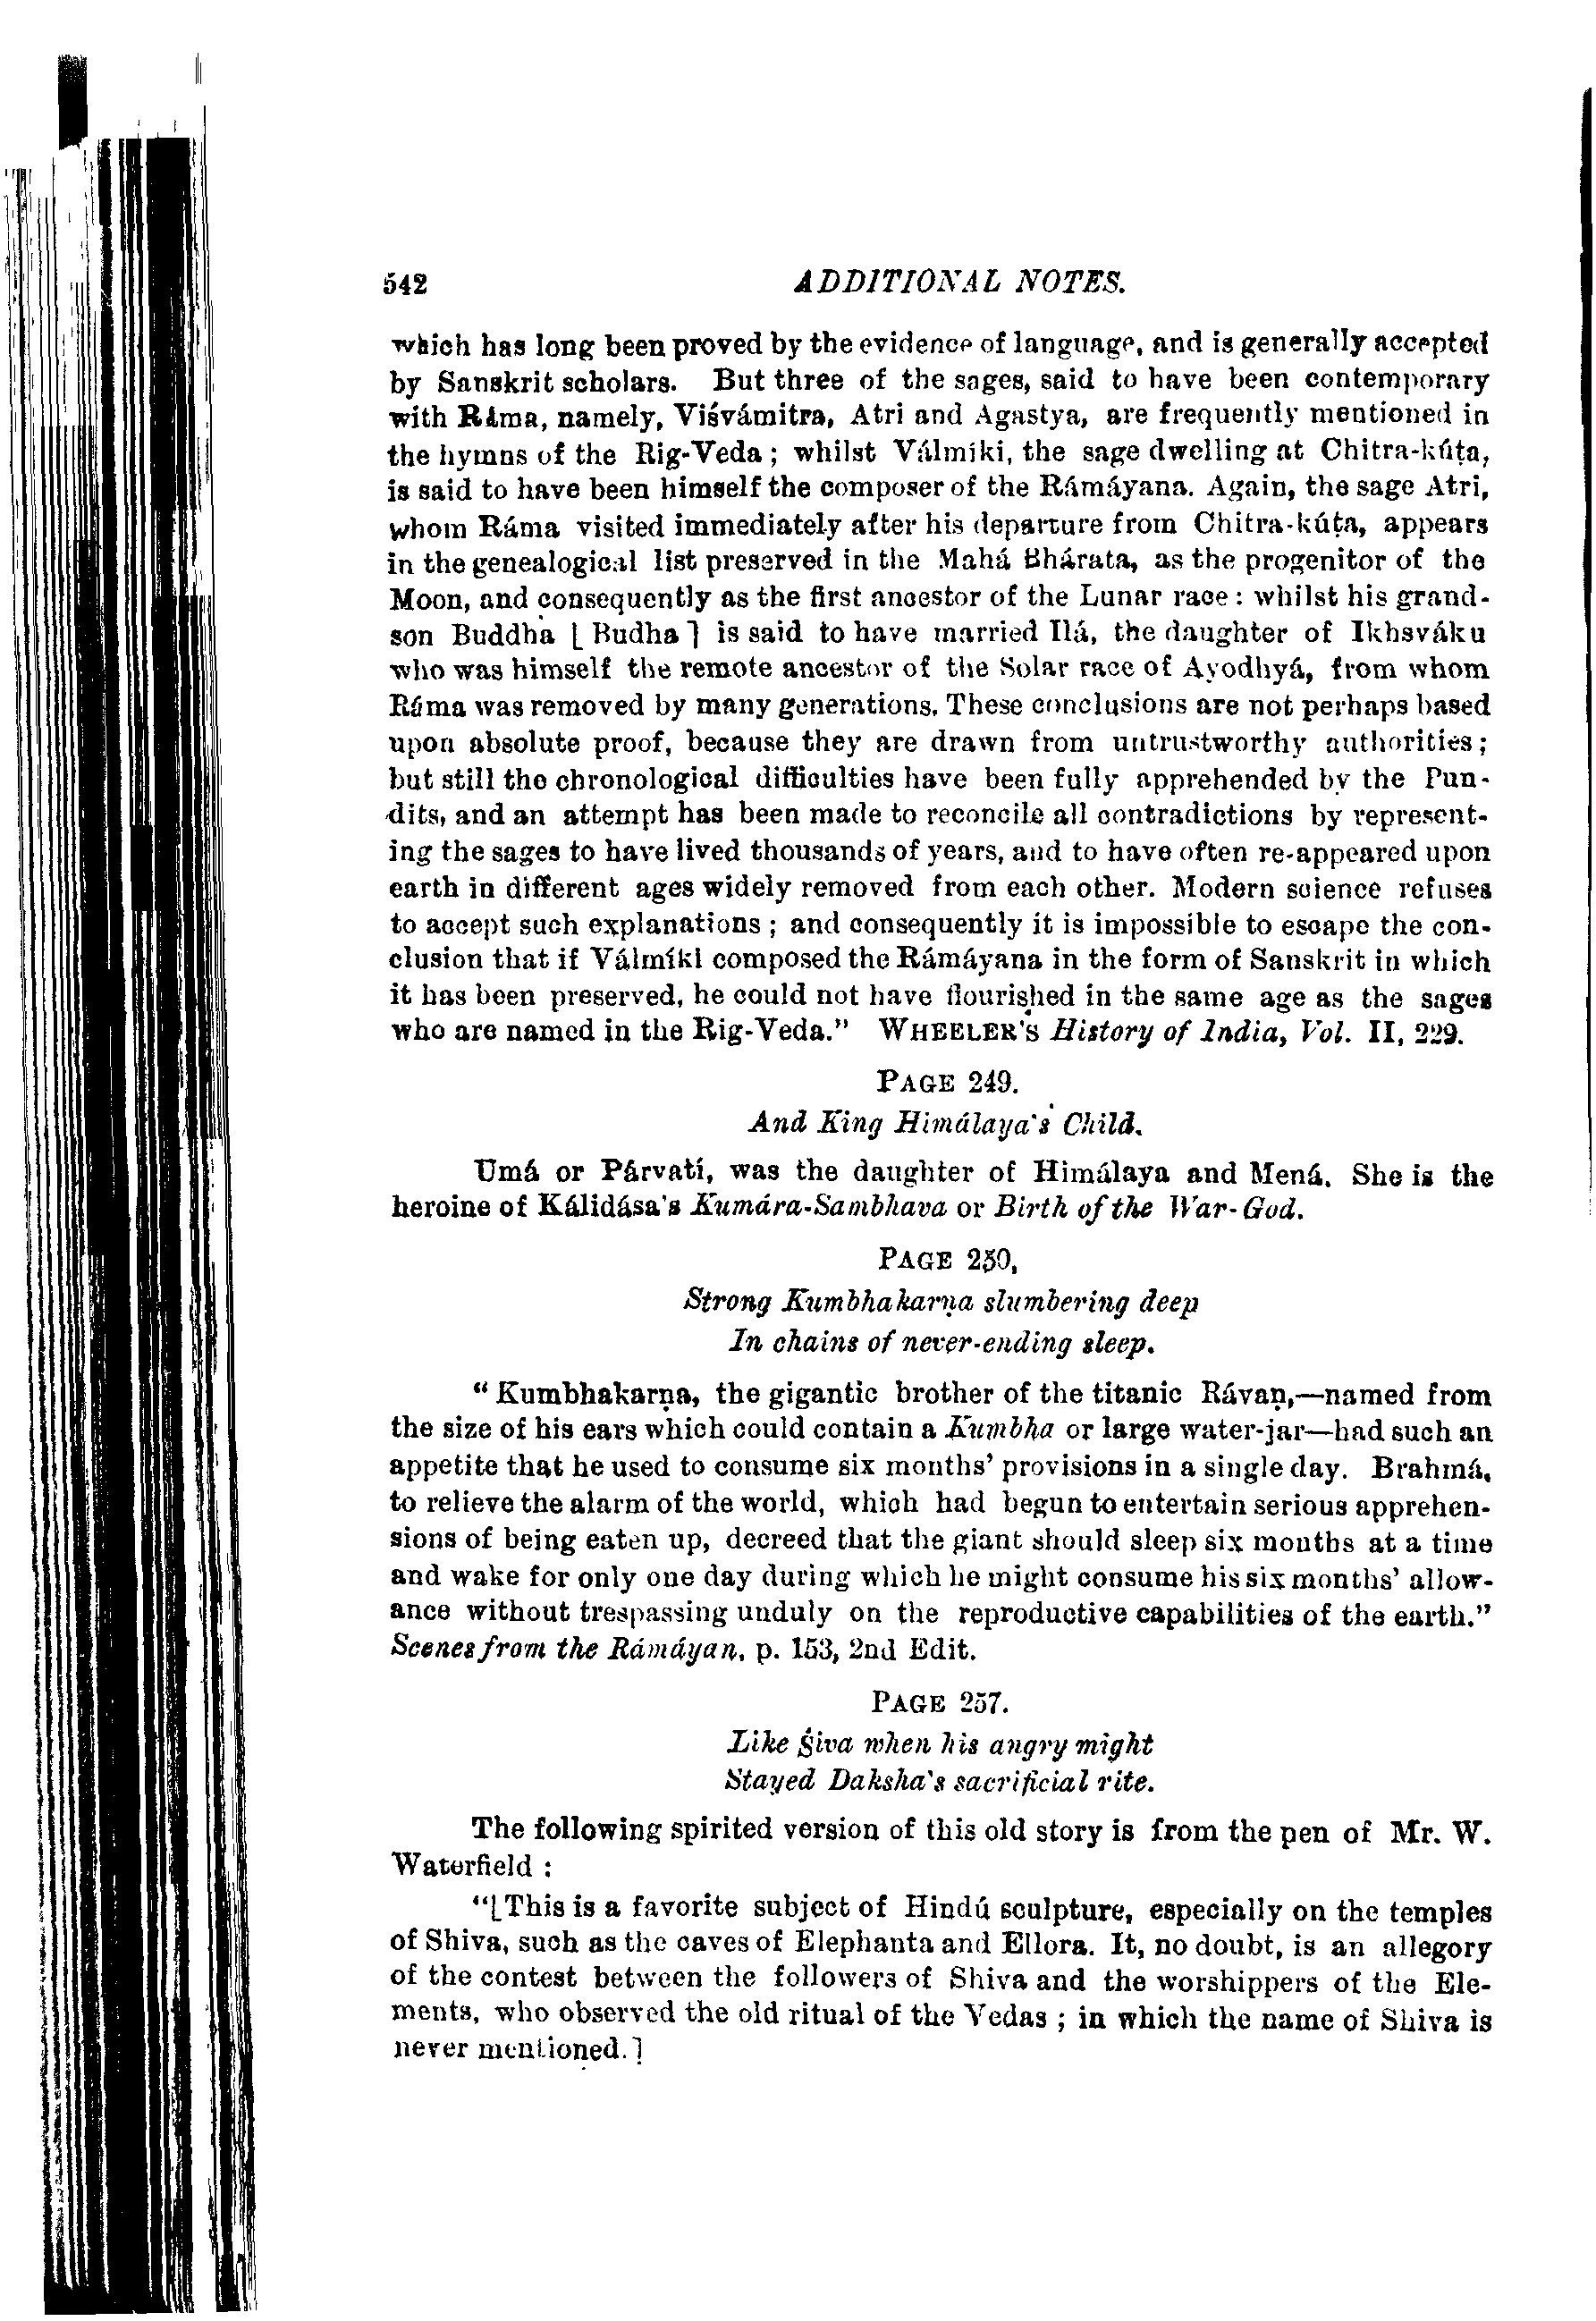 542 ADDITIONAL NOTES.
which has long been proved by the evidence of language, and is generally accepted
by Sanskrit scholars. But three of the sages, said to have been contemporary
with Ráma, namely, Viśvámitra, Atri and Agastya, are frequently mentioned in
the hymns of the Rig-Veda ; whilst Válmíki, the sage dwelling at Chitra-kúṭa,
is said to have been himself the composer of the Rámáyana. Again, the sage Atri,
whom Ráma visited immediately after his departure from Chitra-kúṭa, appears
in the genealogical list preserved in the Mahá Bhárata, as the progenitor of the
Moon, and consequently as the first ancestor of the Lunar race : whilst his grand-
son Buddha [ Budha ] is said to have married Ilá, the daughter of Ikhsváku
who was himself the remote ancestor of the Solar race of Ayodhyá, from whom
Ráma was removed by many generations. These conclusions are not perhaps based
upon absolute proof, because they are drawn from untrustworthy authorities ;
but still the chronological difficulties have been fully apprehended by the Pun-
dits, and an attempt has been made to reconcile all contradictions by represent-
ing the sages to have lived thousands of years, and to have often re-appeared upon
earth in different ages widely removed from each other. Modern science refuses
to accept such explanations ; and consequently it is impossible to escape the con-
clusion that if Válmíki composed the Rámáyana in the form of Sanskrit in which
it has been preserved, he could not have flourished in the same age as the sages
who are named in the Rig-Veda." WHEELER'S History of India, Vol. II, 229.
PAGE 249.
And King Himálaya's Child.
Umá or Párvatí, was the daughter of Himálaya and Mená. She is the
heroine of Kálidása's Kumára-Sambhava or Birth of the War-God.
PAGE 250,
Strong Kumbhakarṇa slumbering deep
In chains of never-ending sleep.
" Kumbhakarṇa, the gigantic brother of the titanic Rávaṇ,—named from
the size of his ears which could contain a Kumbha or large water-jar—had such an
appetite that he used to consume six months' provisions in a single day. Brahmá,
to relieve the alarm of the world, which had begun to entertain serious apprehen-
sions of being eaten up, decreed that the giant should sleep six months at a time
and wake for only one day during which he might consume his six months' allow-
ance without trespassing unduly on the reproductive capabilities of the earth."
Scenes from the Rámáyan, p. 153, 2nd Edit.
PAGE 257.
Like Śiva when his angry might
Stayed Daksha's sacrificial rite.
The following spirited version of this old story is from the pen of Mr. W.
Waterfield :
"[This is a favorite subject of Hindú sculpture, especially on the temples
of Shiva, such as the caves of Elephanta and Ellora. It, no doubt, is an allegory
of the contest between the followers of Shiva and the worshippers of the Ele-
ments, who observed the old ritual of the Vedas ; in which the name of Shiva is
never mentioned.]